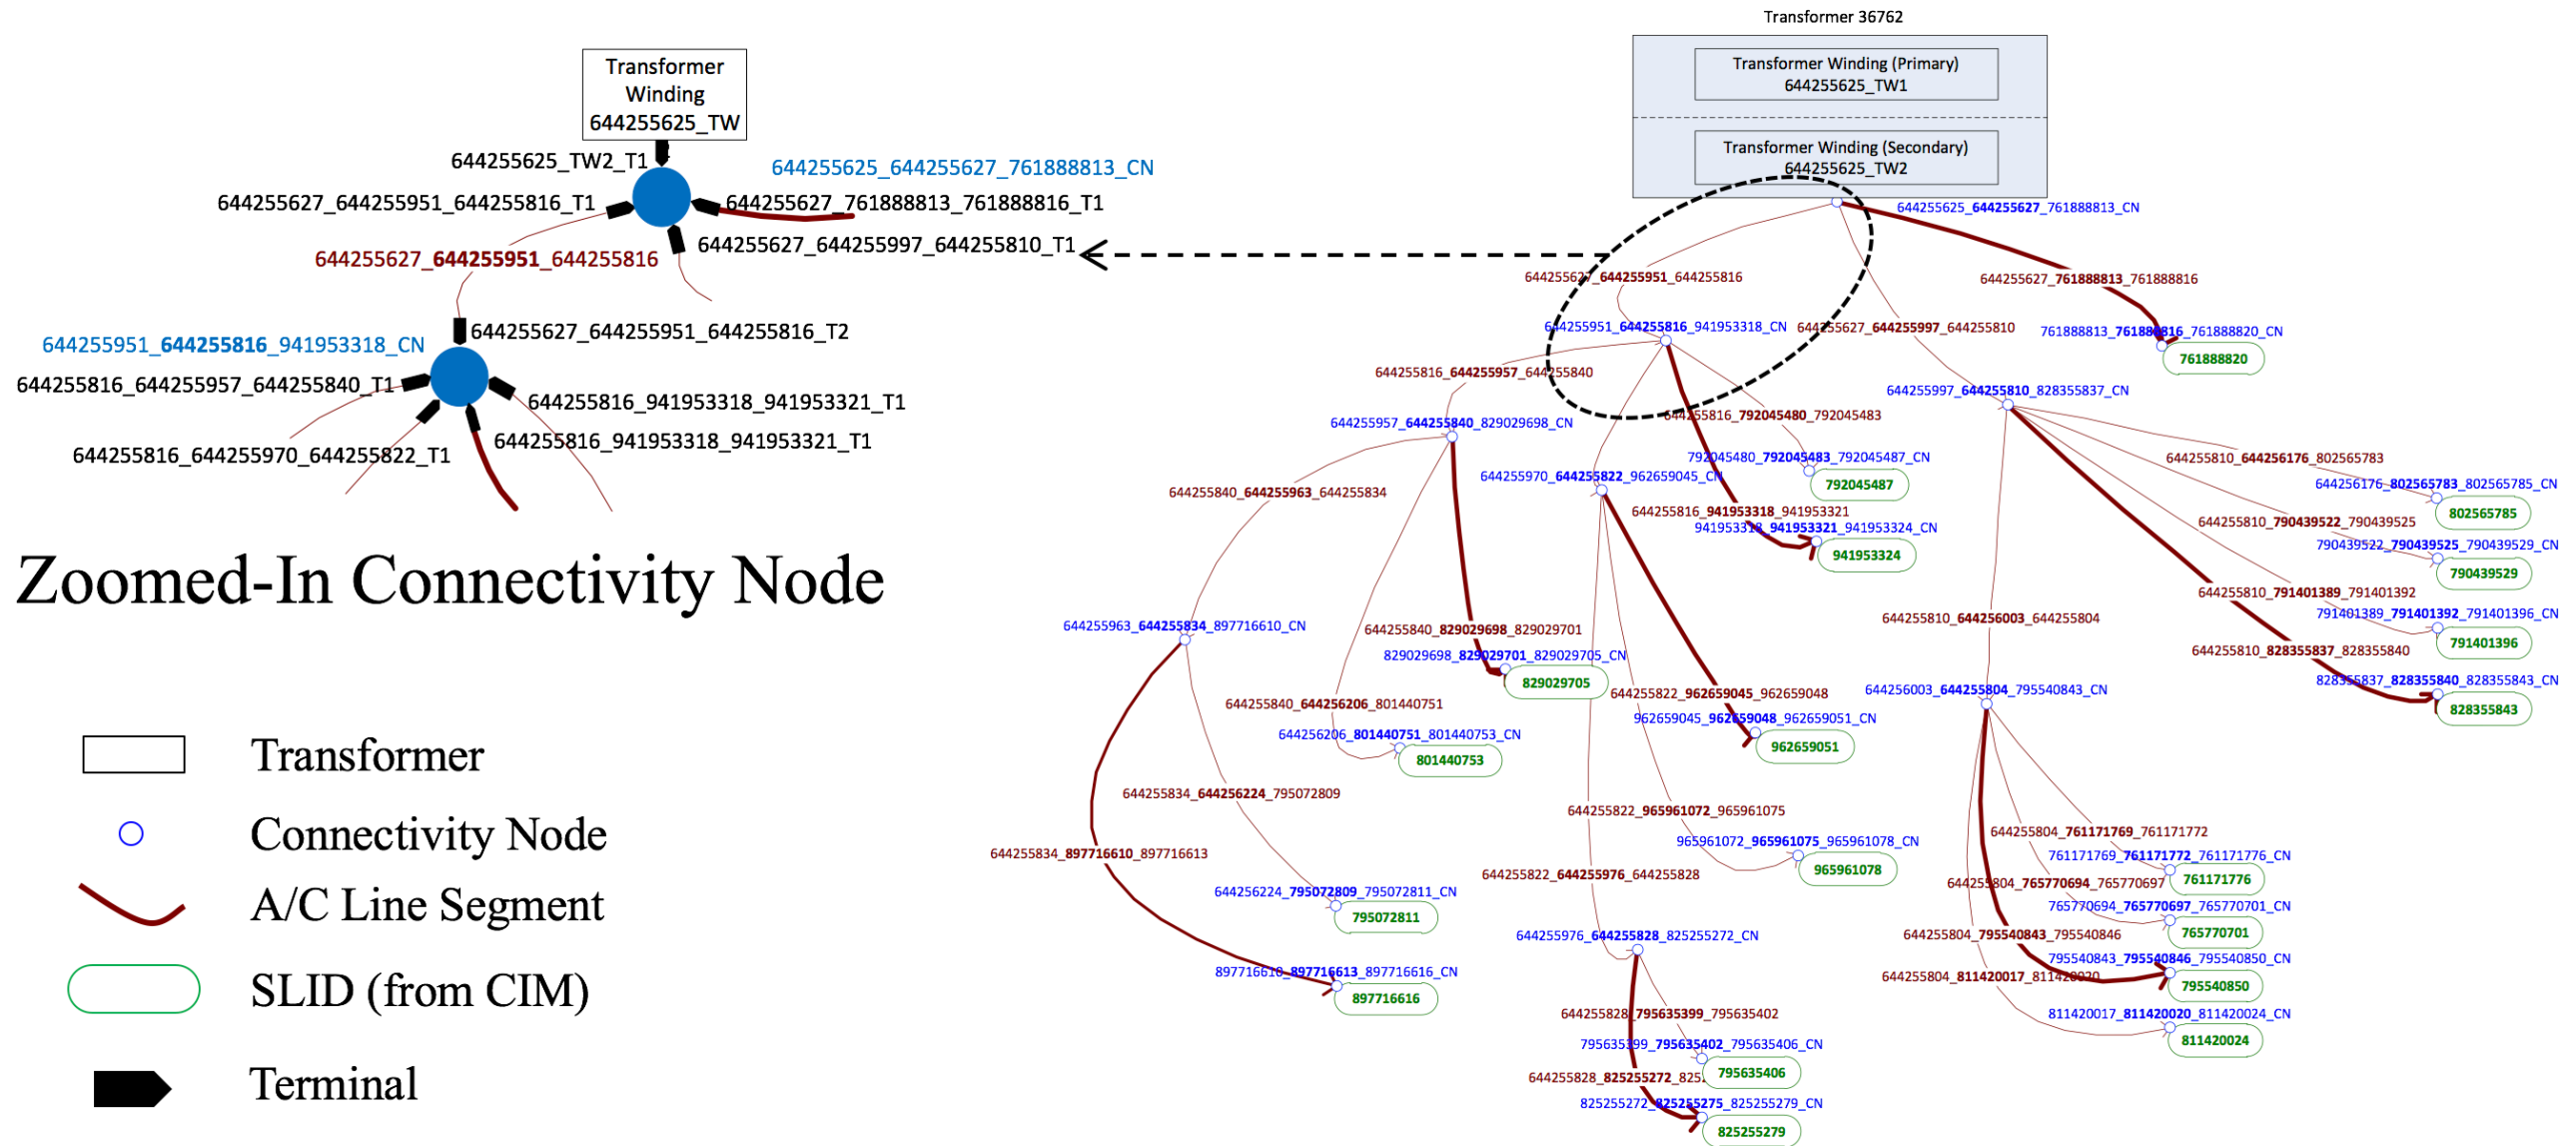 Transformer
Winding
644255625_TW
644255625_TW2_T1
644255625_644255627_761888813_CN
644255627_644255951_644255816_T1
644255627_761888813_761888816_T1
644255627_644255997_644255810_T1
644255627_644255951_644255816
644255627_644255951_644255816_T2
644255951_644255816_941953318_CN
644255816_644255957_644255840_T1
644255816_941953318_941953321_T1
644255816_941953318_941953321_T1
644255816_644255970_644255822_T1
Zoomed-In Connectivity Node
Transformer
Connectivity Node
A/C Line Segment
SLID (from CIM)
Terminal
Transformer 36762
Transformer Winding (Primary)
644255625_TW1
Transformer Winding (Secondary)
644255625_TW2
644255625_644255627_761888813_CN
644255627_644255951_644255816
644255627_761888813_761888816
644255951_644255816_941953318_CN
644255627_644255997_644255810
761888813_761888816_761888820_CN
761888820
644255816_644255957_644255840
644255997_644255810_828355837_CN
644255957_644255840_829029698_CN
644255816_792045480_792045483
792045480_792045483_792045487_CN
792045487
644255970_644255822_962659045_CN
644255810_644256176_802565783
644256176_802565783_802565785_CN
802565785
644255840_644255963_644255834
644255816_941953318_941953321
941953318_941953321_941953324_CN
941953324
644255810_790439522_790439525
790439522_790439525_790439529_CN
790439529
644255810_791401389_791401392
791401389_791401392_791401396_CN
791401396
644255810_644256003_644255804
644255963_644255834_897716610_CN
644255840_829029698_829029701
829029698_829029701_829029705_CN
829029705
644255810_828355837_828355840
828355837_828355840_828355843_CN
828355843
644255822_962659045_962659048
644256003_644255804_795540843_CN
644255840_644256206_801440751
962659045_962659048_962659051_CN
962659051
644256206_801440751_801440753_CN
801440753
644255834_644256224_795072809
644255822_965961072_965961075
965961072_965961075_965961078_CN
965961078
644255804_761171769_761171772
761171769_761171772_761171776_CN
761171776
644255834_897716610_897716613
644255822_644255976_644255828
644255804_765770694_765770697
765770694_765770697_765770701_CN
765770701
644256224_795072809_795072811_CN
795072811
644255976_644255828_825255272_CN
644255804_795540843_795540846
795540843_795540846_795540850_CN
795540850
897716610_897716613_897716616_CN
897716616
644255804_811420017_811420020
811420017_811420020_811420024_CN
811420024
644255828_795635399_795635402
795635399_795635402_795635406_CN
795635406
644255828_825255272_825
825255272_825255275_825255279_CN
825255279